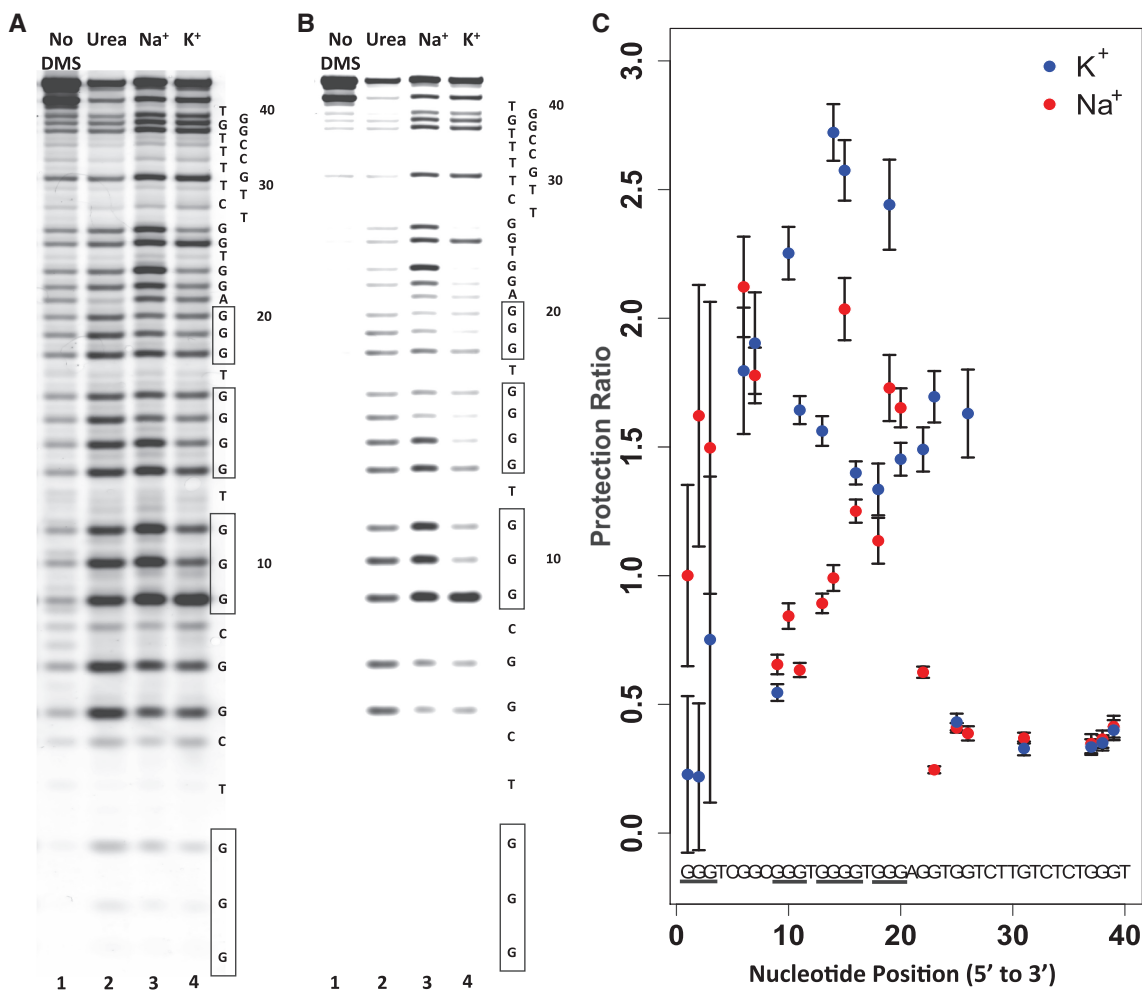 A
No DMS
Urea
Na+
K+
T 40
G
G
G
T
C
T
C
T
G
T 30
T
C
T
G
G
T
G
G
A
G 20
G
G
T
G
G
G
G
T
G
G 10
G
C
G
G
C
T
G
G
G
1 2 3 4
B
No DMS
Urea
Na+
K+
T 40
G
G
G
T
C
T
C
T
G
T 30
T
C
T
G
G
T
G
G
A
G 20
G
G
T
G
G
G
G
T
G
G 10
G
C
G
G
C
T
G
G
G
1 2 3 4
C
K+
Na+
Protection Ratio
3.0
2.5
2.0
1.5
1.0
0.5
0.0
GGGTCGGCGGGTGGGGTGGGAGGTGGTCTTGTCTCTGGGT
0 10 20 30 40
Nucleotide Position (5’ to 3’)